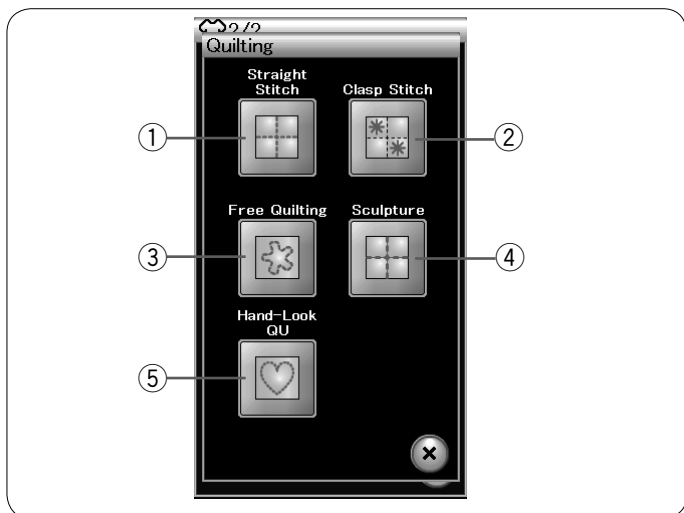 2/2
Quilting
Straight
Stitch
Clasp Stitch
① ②
Free Quilting Sculpture
③ ④
Hand-Look
QU
⑤